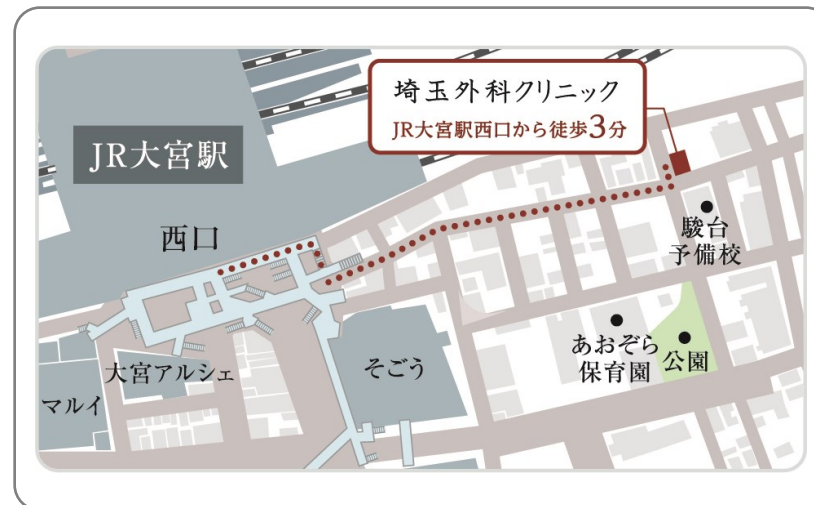 埼玉外科クリニック
JR大宮駅西口から徒歩3分
JR大宮駅
西口
駿台
予備校
あおぞら
保育園
公園
そごう
大宮アルシェ
マルイ